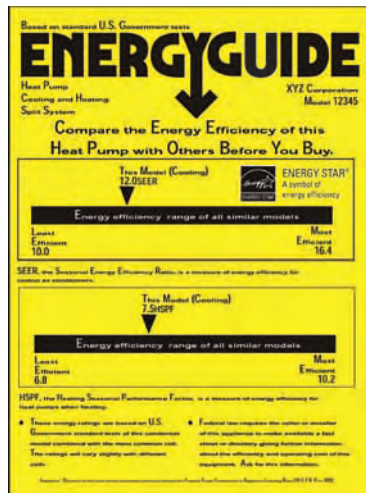 Based on standard U.S. Government tests
ENERGYGUIDE
Heat Pump
Cooling and Heating
Split System
XYZ Corporation
Model 12345
Compare the Energy Efficiency of this
Heat Pump with Others Before You Buy.
This Model (Cooling)
12.0SEER
ENERGY STAR
ENERGY STAR®
A symbol of
energy efficiency
Energy efficiency range of all similar models
Least
Efficient
10.0
Most
Efficient
16.4
SEER, the Seasonal Energy Efficiency Ratio, is a measure of energy efficiency for
central air conditioners.
This Model (Cooling)
7.5HSPF
Energy efficiency range of all similar models
Least
Efficient
6.8
Most
Efficient
10.2
HSPF, the Heating Seasonal Performance Factor, is a measure of energy efficiency for
heat pumps when heating.
• These energy ratings are based on U.S.
Government standard tests of this condenser
model combined with the most common coil.
The ratings will vary slightly with different
coils
• Federal law requires the seller or installer
of this appliance to make available a fact
sheet or directory giving further information
about the efficiency and operating cost of this
equipment. Ask for this information.